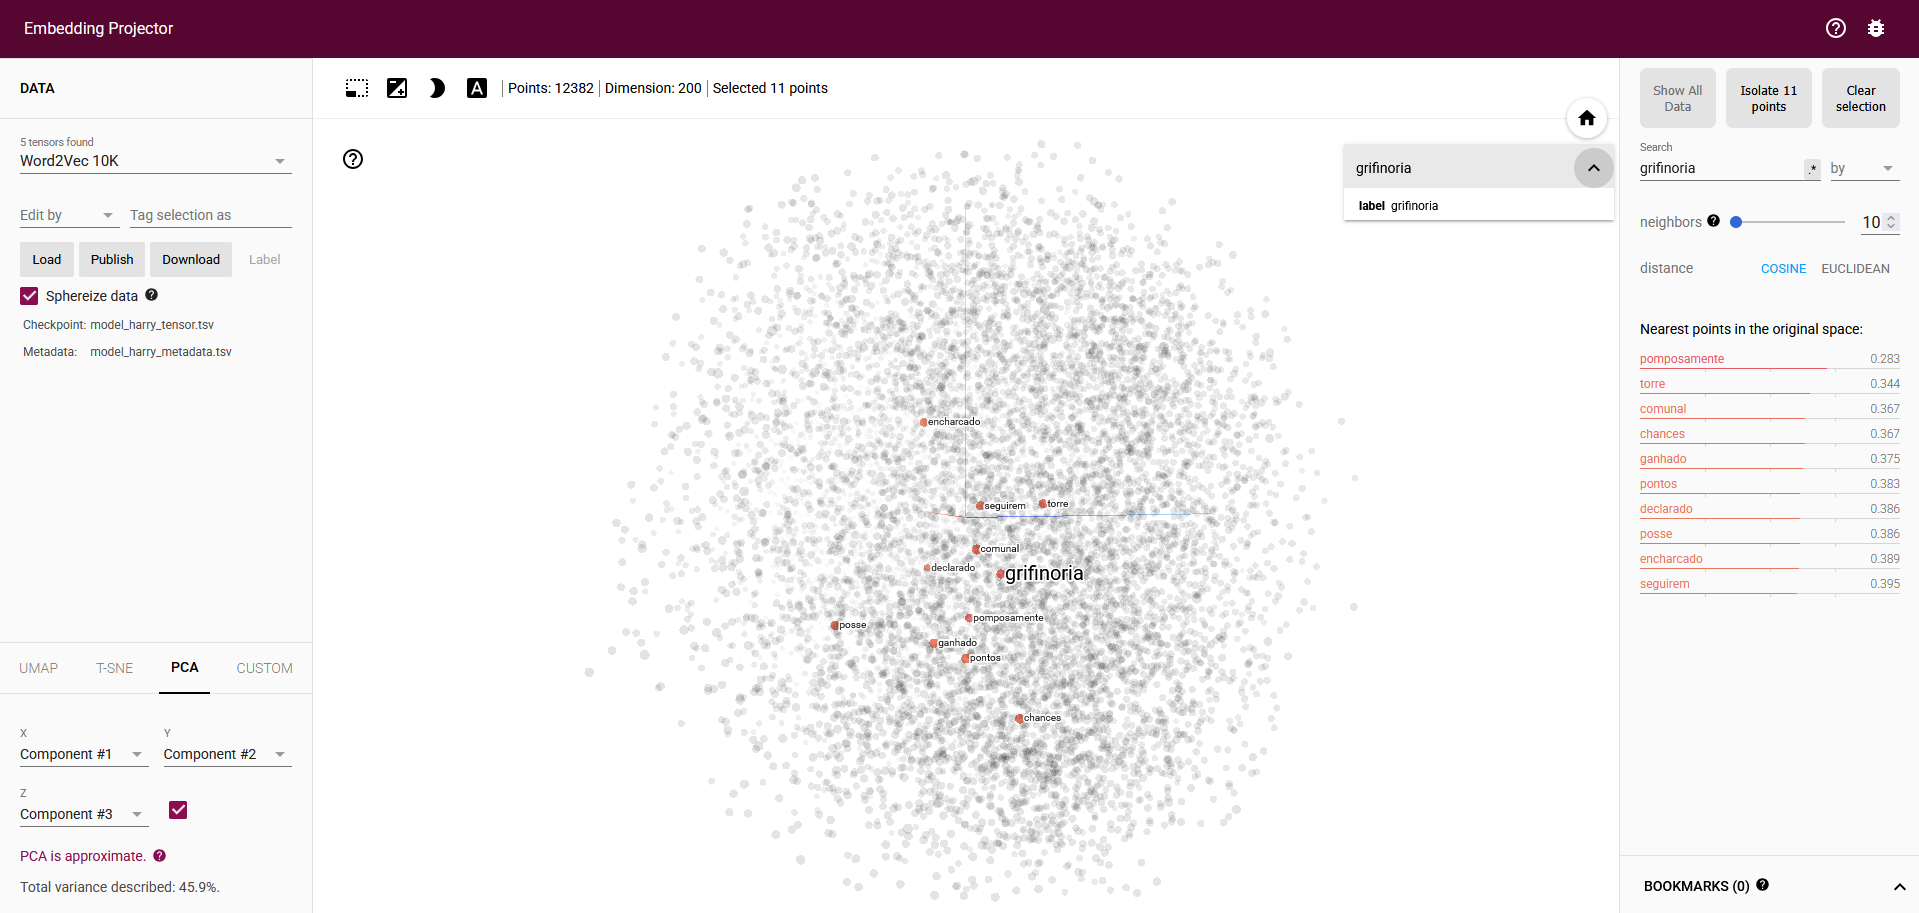 Embedding Projector
DATA
5 tensors found
Word2Vec 10K
Edit by
Tag selection as
Load
Publish
Download
Label
Sphereize data
Checkpoint: model_harry_tensor.tsv
Metadata: model_harry_metadata.tsv
UMAP
T-SNE
PCA
CUSTOM
X
Component #1
Y
Component #2
Z
Component #3
PCA is approximate.
Total variance described: 45.9%.
A
Points: 12382 | Dimension: 200 | Selected 11 points
grifinoria
label grifinoria
encharcado
seguirem
torre
comunal
declarado
grifinoria
pomposamente
posse
ganhado
pontos
chances
Show All Data
Isolate 11 points
Clear selection
Search
grifinoria
.*
by
neighbors
10
distance
COSINE
EUCLIDEAN
Nearest points in the original space:
pomposamente 0.283
torre 0.344
comunal 0.367
chances 0.367
ganhado 0.375
pontos 0.383
declarado 0.386
posse 0.386
encharcado 0.389
seguirem 0.395
BOOKMARKS (0)